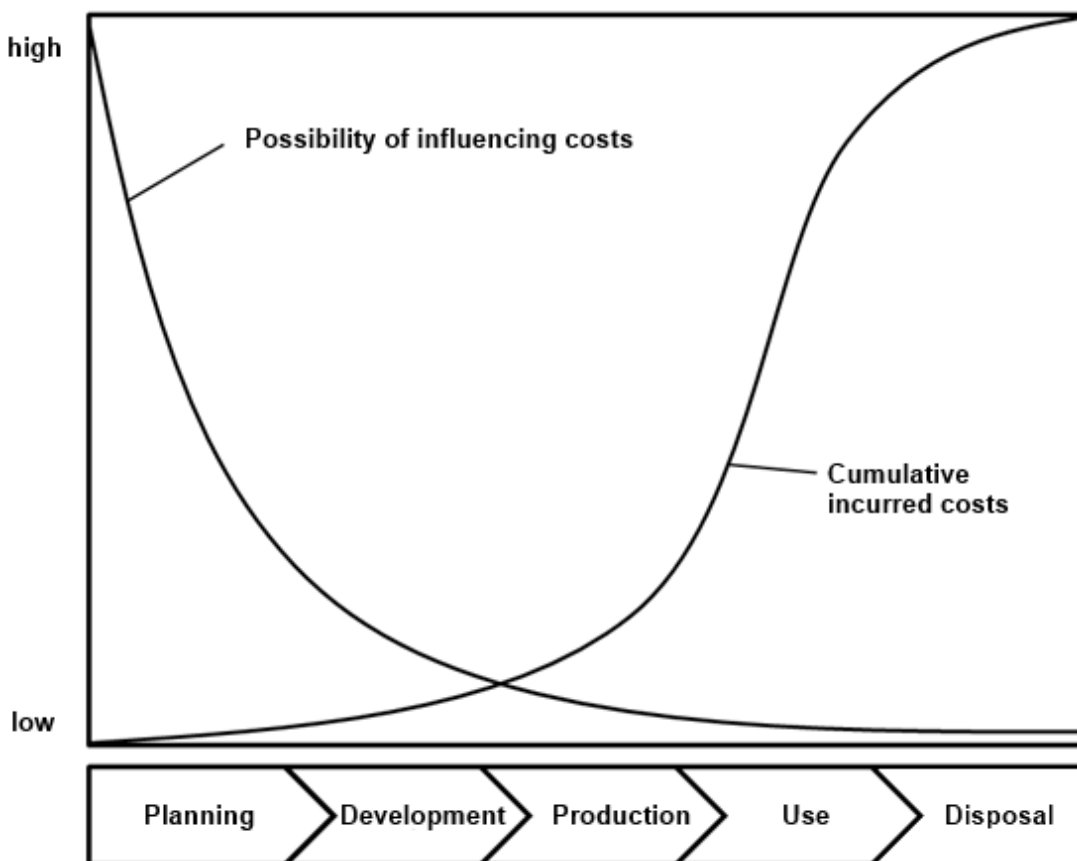 high
Possibility of influencing costs
Cumulative
incurred costs
low
Planning
Development
Production
Use
Disposal